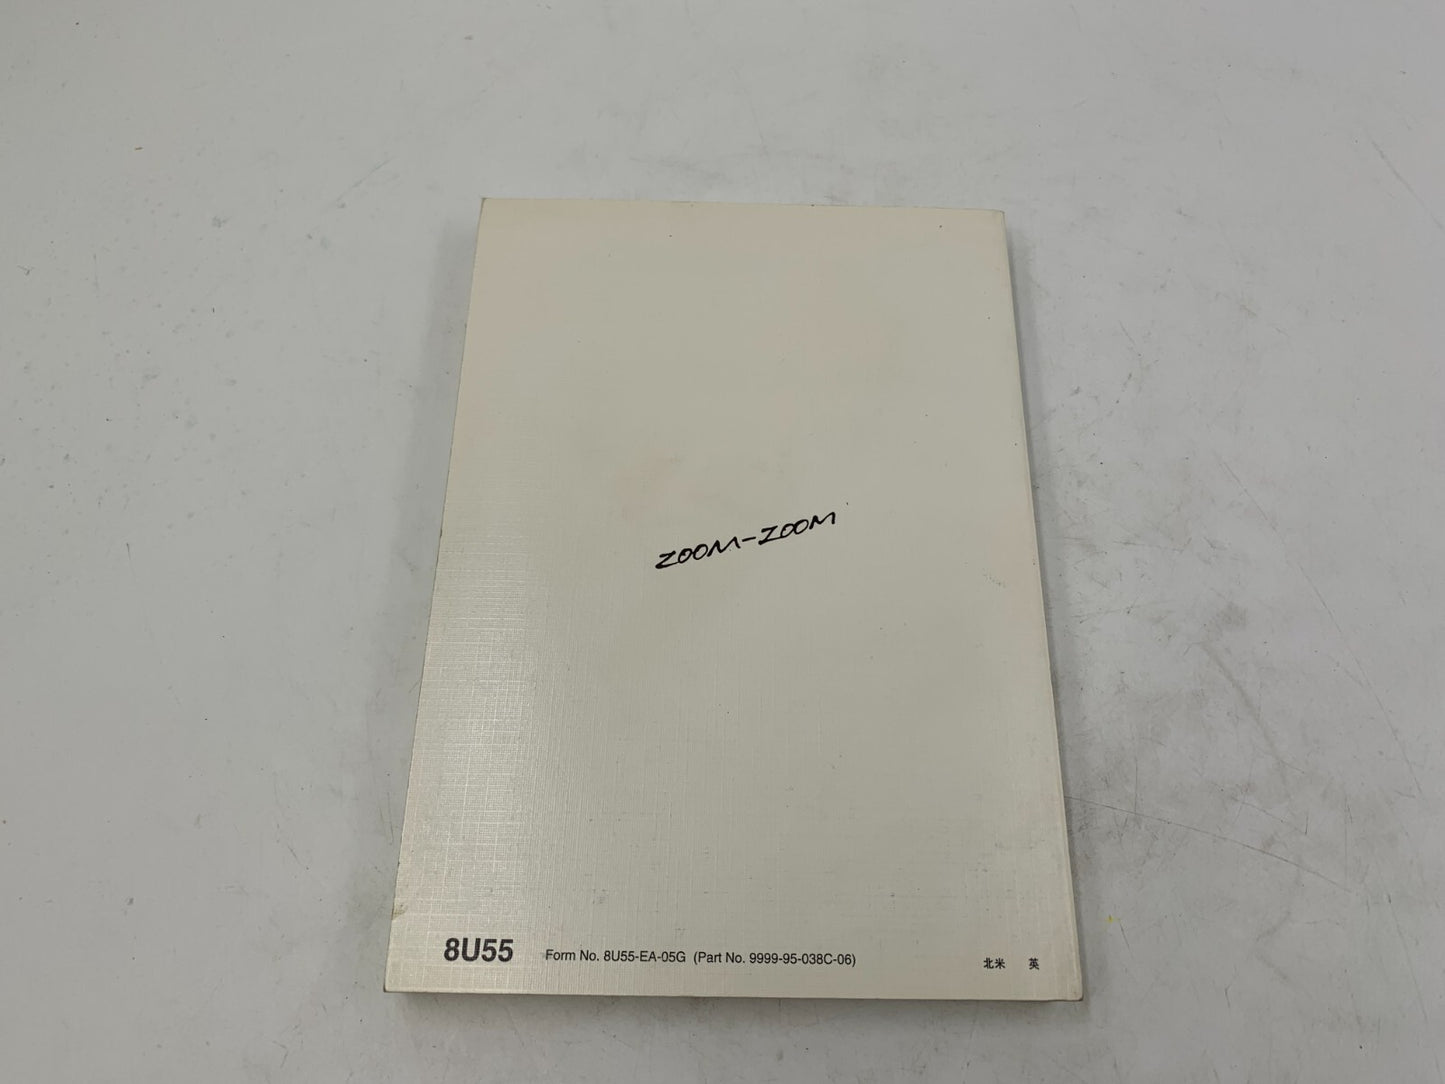 ZOOM-ZOOM
8U55 Form No. 8U55-EA-05G (Part No. 9999-95-038C-06) 北米 英